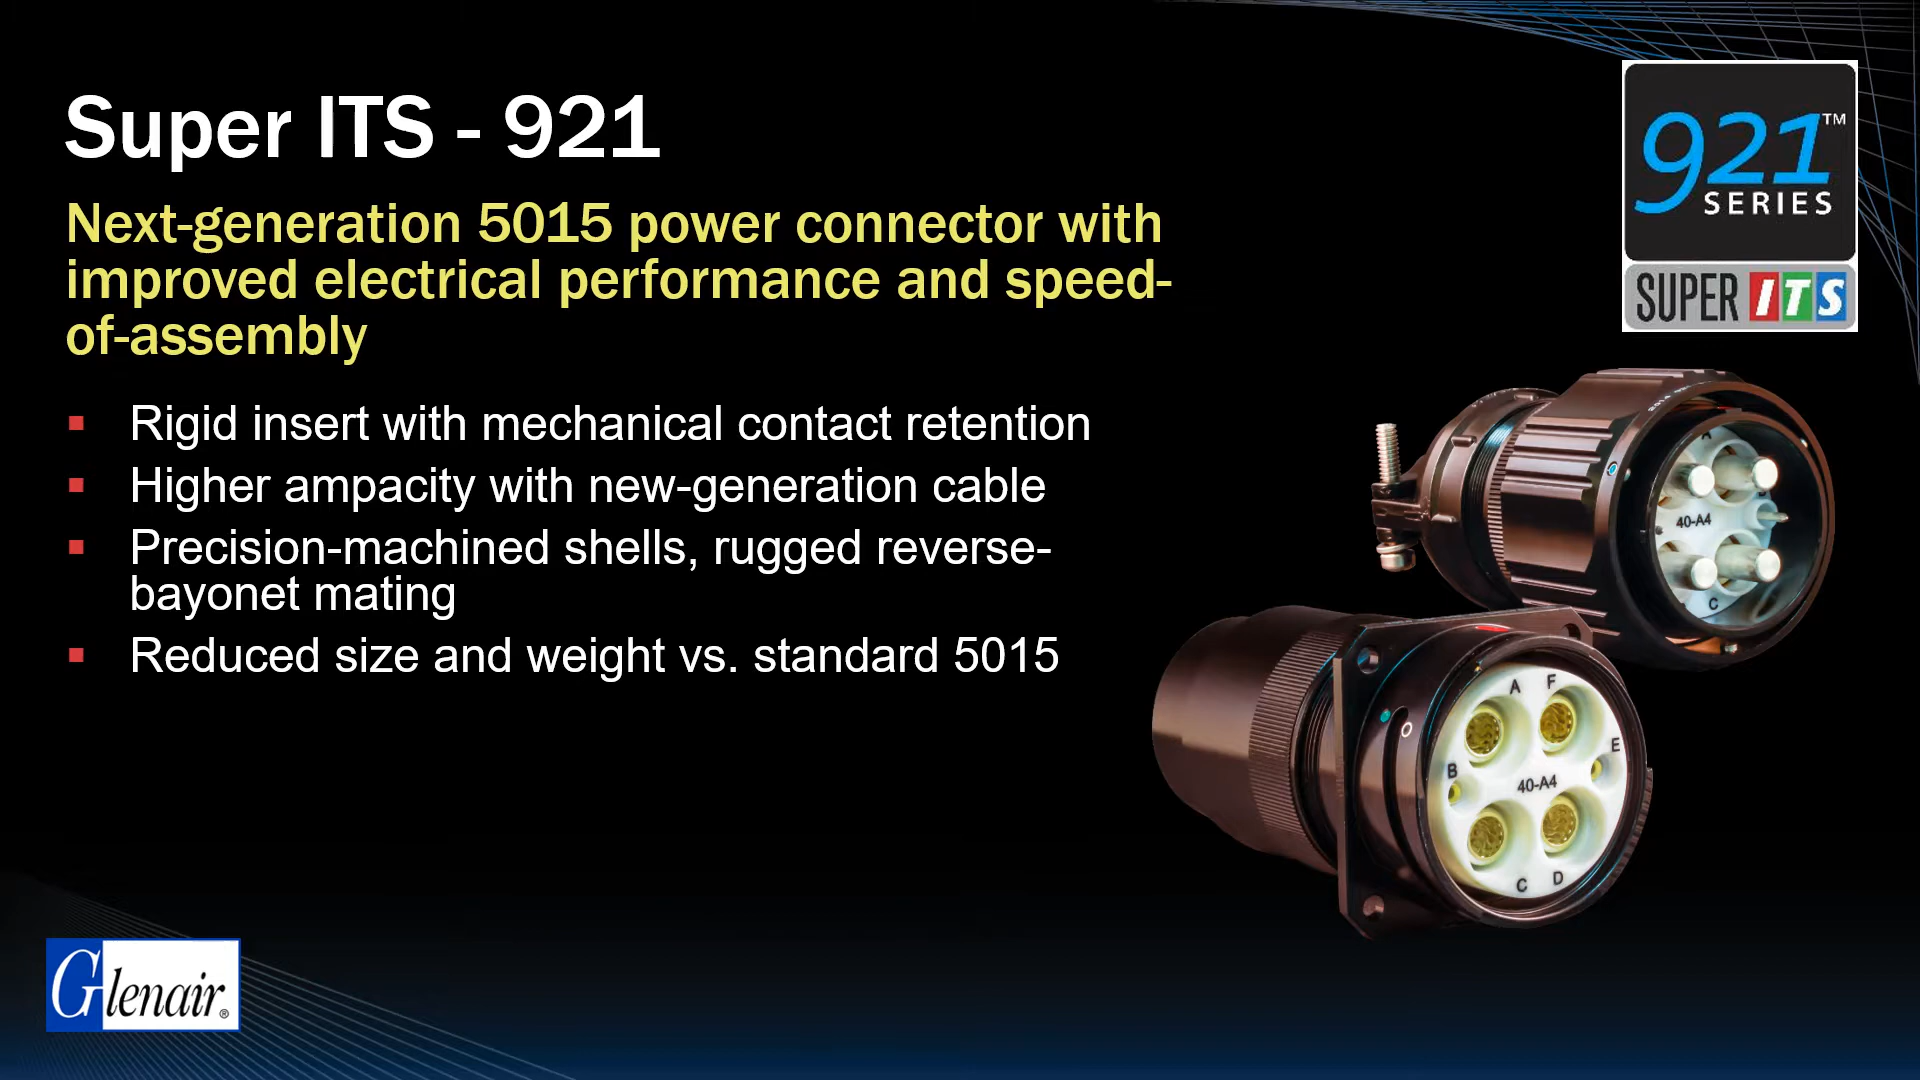 Super ITS - 921
921™
SERIES
SUPER ITS
Next-generation 5015 power connector with
improved electrical performance and speed-
of-assembly
Rigid insert with mechanical contact retention
Higher ampacity with new-generation cable
Precision-machined shells, rugged reverse-
bayonet mating
Reduced size and weight vs. standard 5015
A
40-A4
C
A F
B E
40-A4
C D
Glenair®